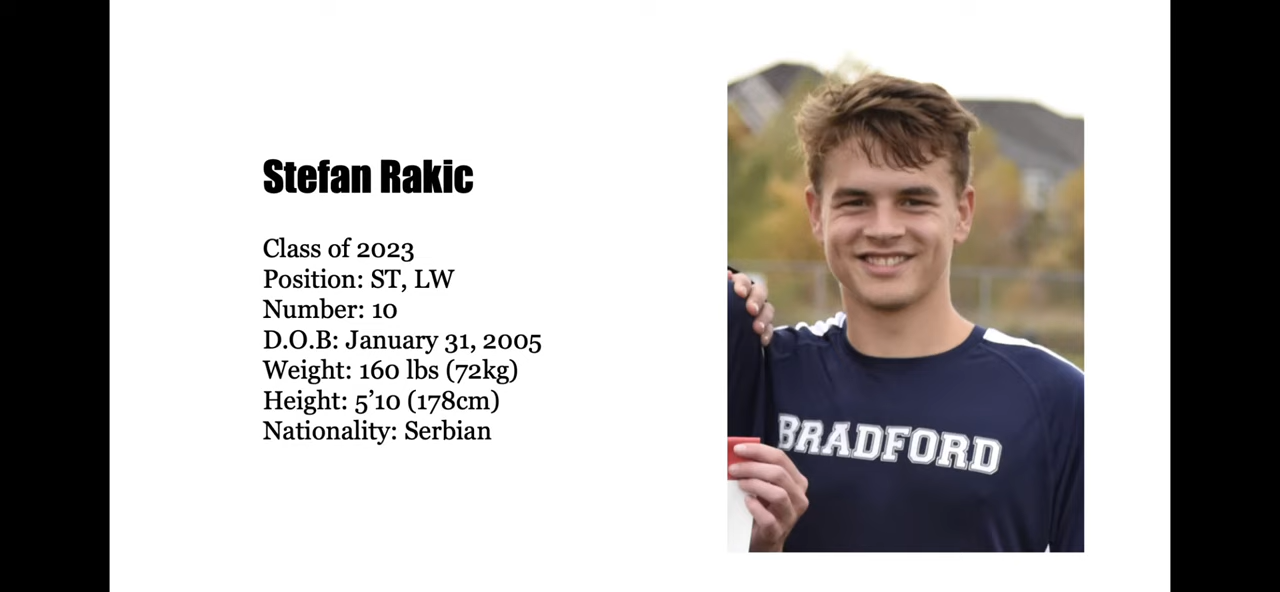 Stefan Rakic
Class of 2023
Position: ST, LW
Number: 10
D.O.B: January 31, 2005
Weight: 160 lbs (72kg)
Height: 5’10 (178cm)
Nationality: Serbian
BRADFORD